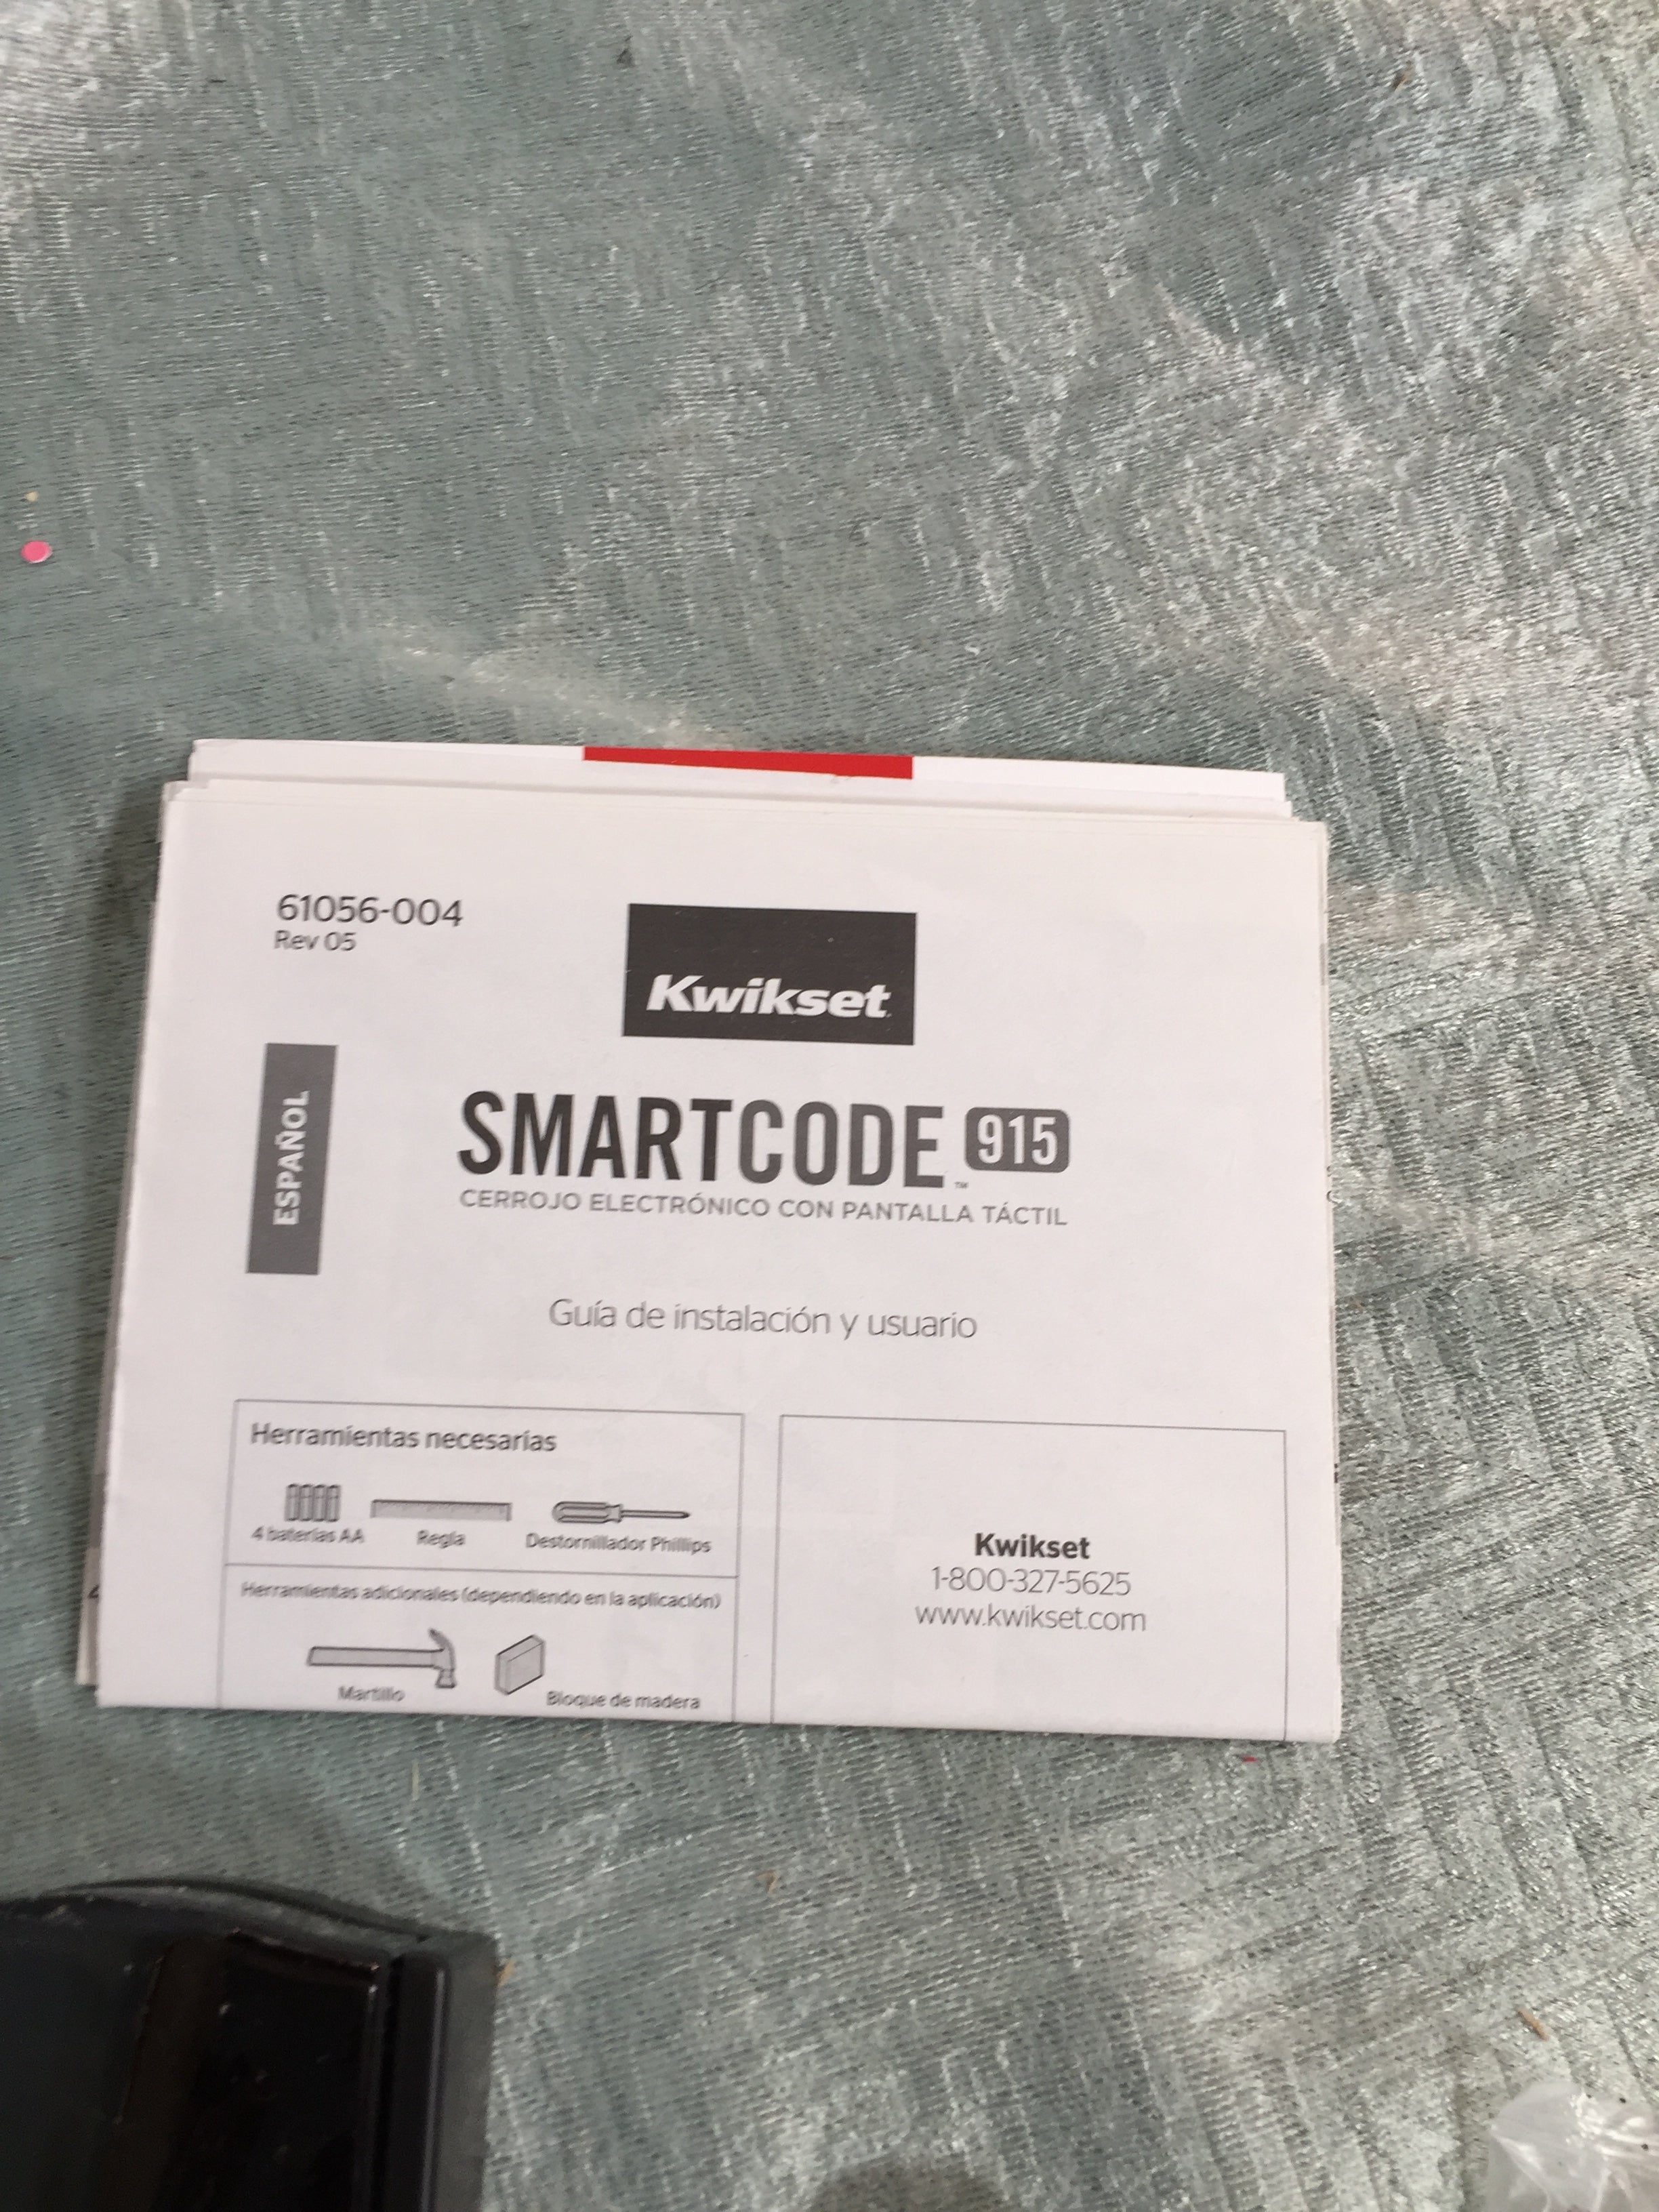 61056-004
Rev 05
Kwikset
ESPAÑOL
SMARTCODE 915
™
CERROJO ELECTRÓNICO CON PANTALLA TÁCTIL
Guía de instalación y usuario
Herramientas necesarias
4 baterías AA
Regla
Destornillador Phillips
Herramientas adicionales (dependiendo en la aplicación)
Martillo
Bloque de madera
Kwikset
1-800-327-5625
www.kwikset.com